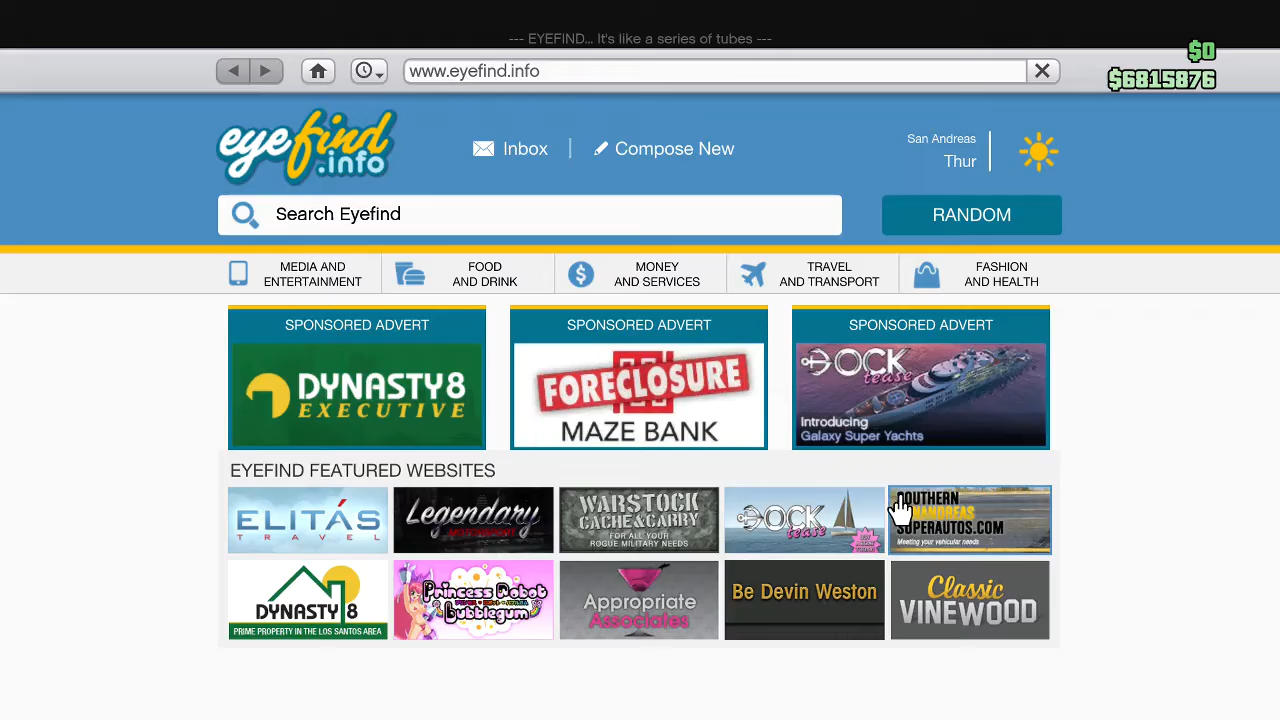 --- EYEFIND... It's like a series of tubes ---
$0
www.eyefind.info
$6815876
eyefind
.info
Inbox
Compose New
San Andreas
Thur
Search Eyefind
RANDOM
MEDIA AND
ENTERTAINMENT
FOOD
AND DRINK
MONEY
AND SERVICES
TRAVEL
AND TRANSPORT
FASHION
AND HEALTH
SPONSORED ADVERT
DYNASTY8
EXECUTIVE
SPONSORED ADVERT
FORECLOSURE
MAZE BANK
SPONSORED ADVERT
DOCK
tease
Introducing
Galaxy Super Yachts
EYEFIND FEATURED WEBSITES
ELITÁS
TRAVEL
Legendary
WARSTOCK
CACHE&CARRY
FOR ALL YOUR
ROGUE MILITARY NEEDS
DOCK
tease
SUPERAUTOS.COM
Meeting your vehicular needs
DYNASTY 8
PRIME PROPERTY IN THE LOS SANTOS AREA
Princess Robot
Bubblegum
Appropriate
Associates
Be Devin Weston
Classic
VINEWOOD